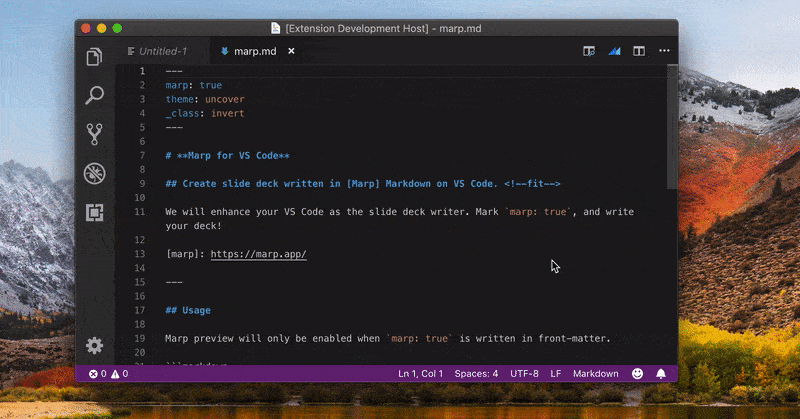 [Extension Development Host] - marp.md
Untitled-1
marp.md
1 ---
2 marp: true
3 theme: uncover
4 _class: invert
5 ---
6
7 # **Marp for VS Code**
8
9 ## Create slide deck written in [Marp] Markdown on VS Code. <!--fit-->
10
11 We will enhance your VS Code as the slide deck writer. Mark `marp: true`, and write
your deck!
12
13 [marp]: https://marp.app/
14
15 ---
16
17 ## Usage
18
19 Marp preview will only be enabled when `marp: true` is written in front-matter.
20
21 ```markdown
0 0 Ln 1, Col 1 Spaces: 4 UTF-8 LF Markdown